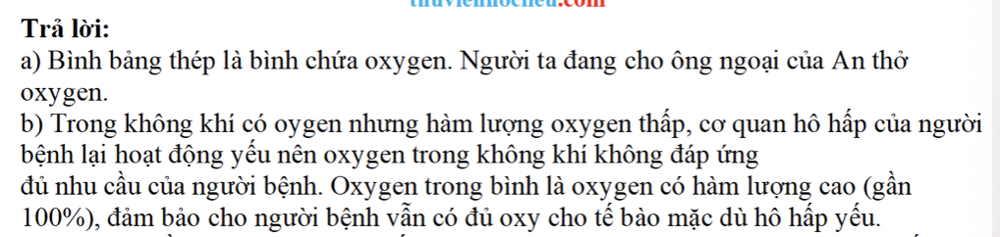 Trả lời:
a) Bình bảng thép là bình chứa oxygen. Người ta đang cho ông ngoại của An thở
oxygen.
b) Trong không khí có oygen nhưng hàm lượng oxygen thấp, cơ quan hô hấp của người
bệnh lại hoạt động yếu nên oxygen trong không khí không đáp ứng
đủ nhu cầu của người bệnh. Oxygen trong bình là oxygen có hàm lượng cao (gần
100%), đảm bảo cho người bệnh vẫn có đủ oxy cho tế bào mặc dù hô hấp yếu.